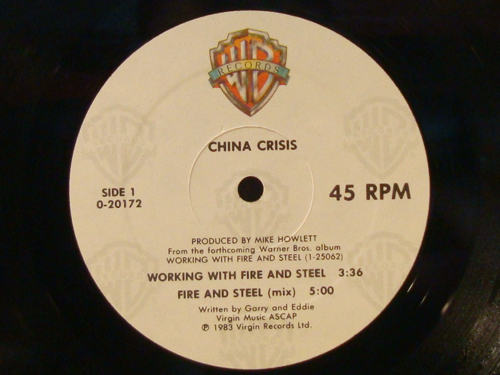 WB
RECORDS
CHINA CRISIS
SIDE 1
0-20172
45 RPM
PRODUCED BY MIKE HOWLETT
From the forthcoming Warner Bros. album
WORKING WITH FIRE AND STEEL (1-25062)
WORKING WITH FIRE AND STEEL 3:36
FIRE AND STEEL (mix) 5:00
Written by Garry and Eddie
Virgin Music ASCAP
℗ 1983 Virgin Records Ltd.